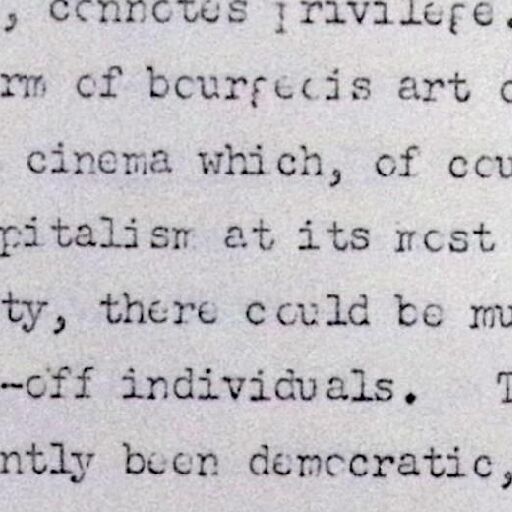 , connotes privilege.
rm of bourgeois art o
cinema which, of cou
pitalism at its most
ty, there could be mu
-off individuals. T
ntly been democratic,